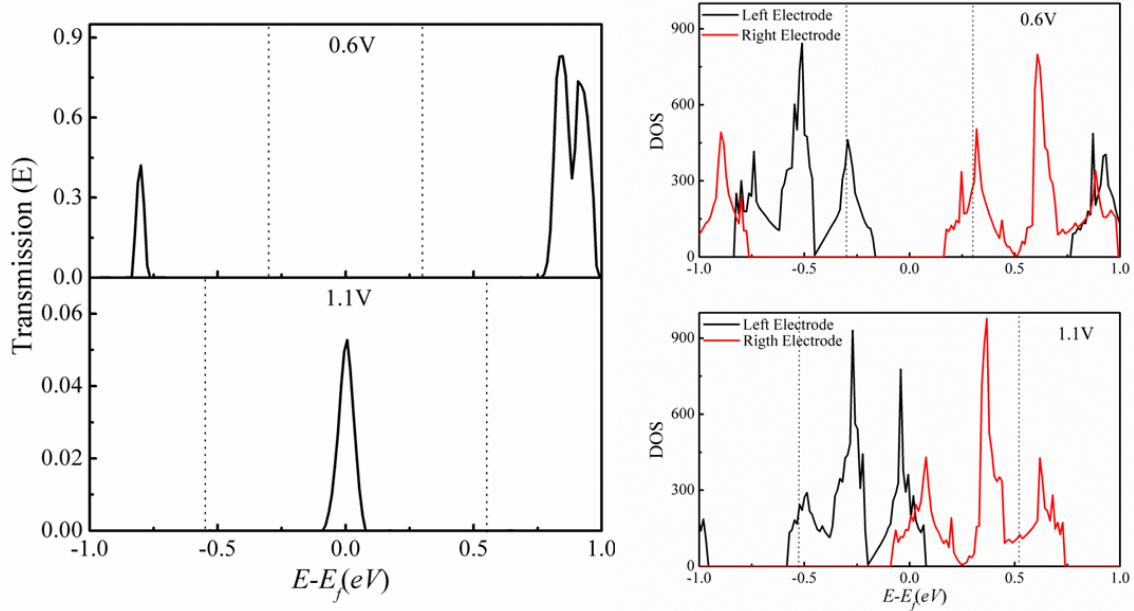 Transmission (E)
0.9
0.6
0.3
0.0
0.6V
0.06
0.04
0.02
0.00
1.1V
-1.0
-0.5
0.0
0.5
1.0
E-E_f(eV)
DOS
900
600
300
0
Left Electrode
Right Electrode
0.6V
-1.0
-0.5
0.0
0.5
1.0
DOS
900
600
300
0
Left Electrode
Rigth Electrode
1.1V
-1.0
-0.5
0.0
0.5
1.0
E-E_f(eV)